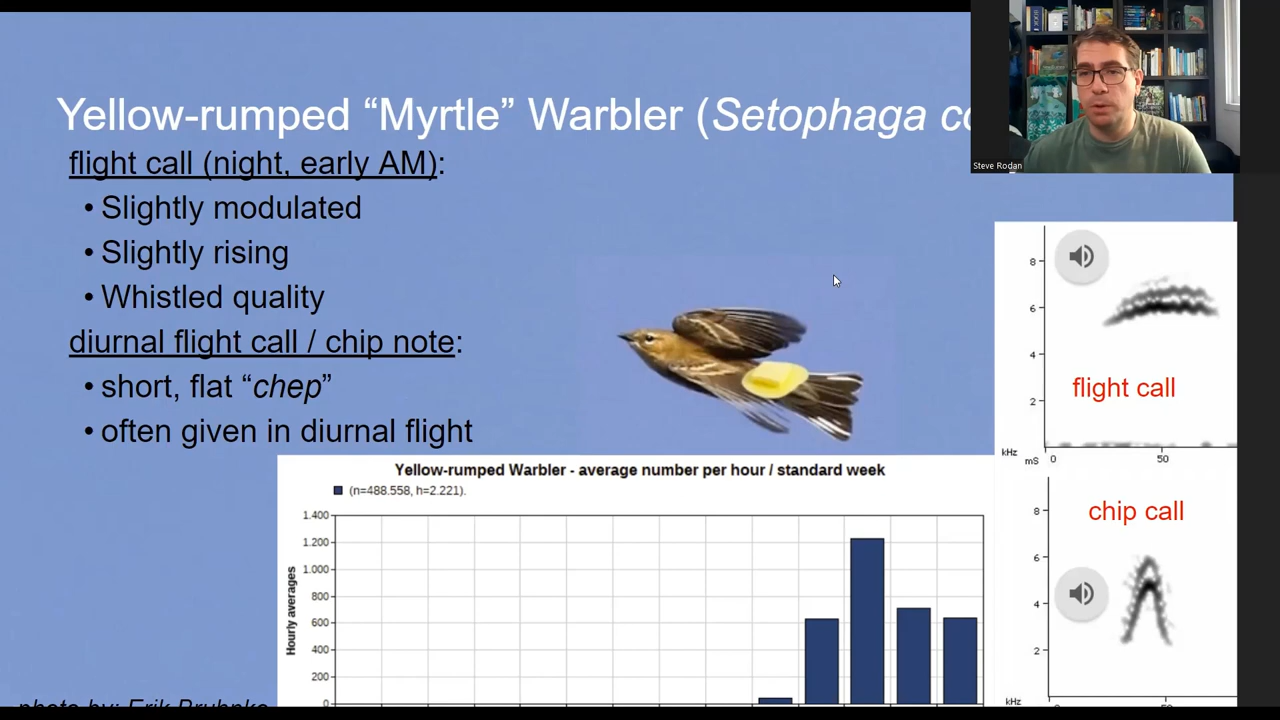 Yellow-rumped “Myrtle” Warbler (Setophaga co
Steve Rodan
flight call (night, early AM):
• Slightly modulated
• Slightly rising
• Whistled quality
diurnal flight call / chip note:
• short, flat “chep”
• often given in diurnal flight
8
6
4
2
flight call
kHz
mS
0
50
chip call
8
6
4
2
kHz
Yellow-rumped Warbler - average number per hour / standard week
(n=488.558, h=2.221).
Hourly averages
1.400
1.200
1.000
800
600
400
200
photo by: Erik Bruhnke